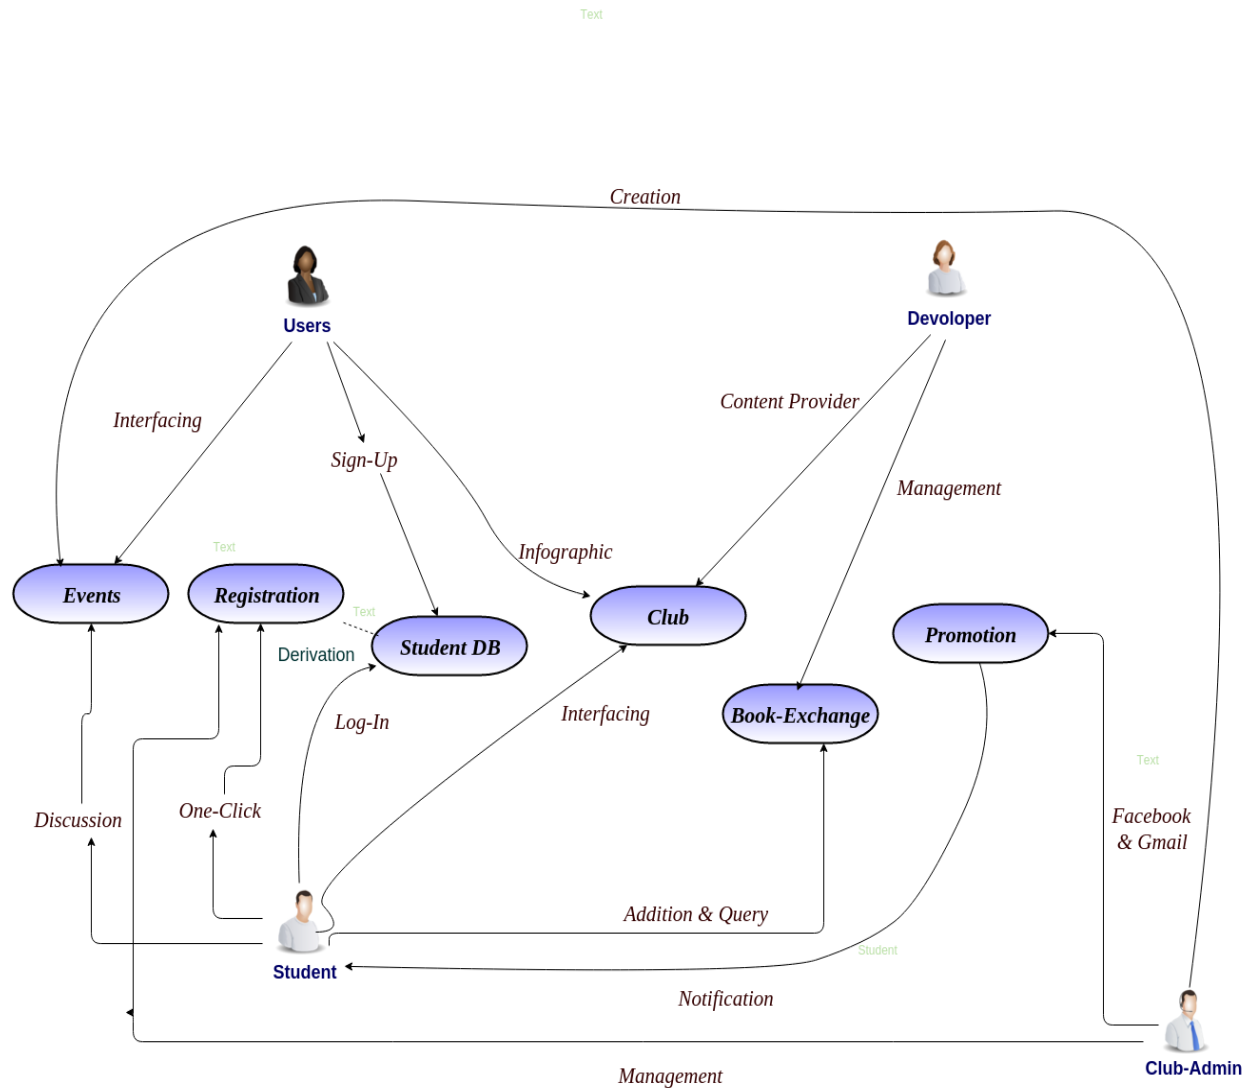 Text
Creation
Users
Devoloper
Content Provider
Interfacing
Sign-Up
Management
Text
Infographic
Events
Registration
Text
Club
Promotion
Student DB
Derivation
Interfacing
Book-Exchange
Log-In
Text
One-Click
Discussion
Facebook
& Gmail
Addition & Query
Student
Student
Notification
Club-Admin
Management